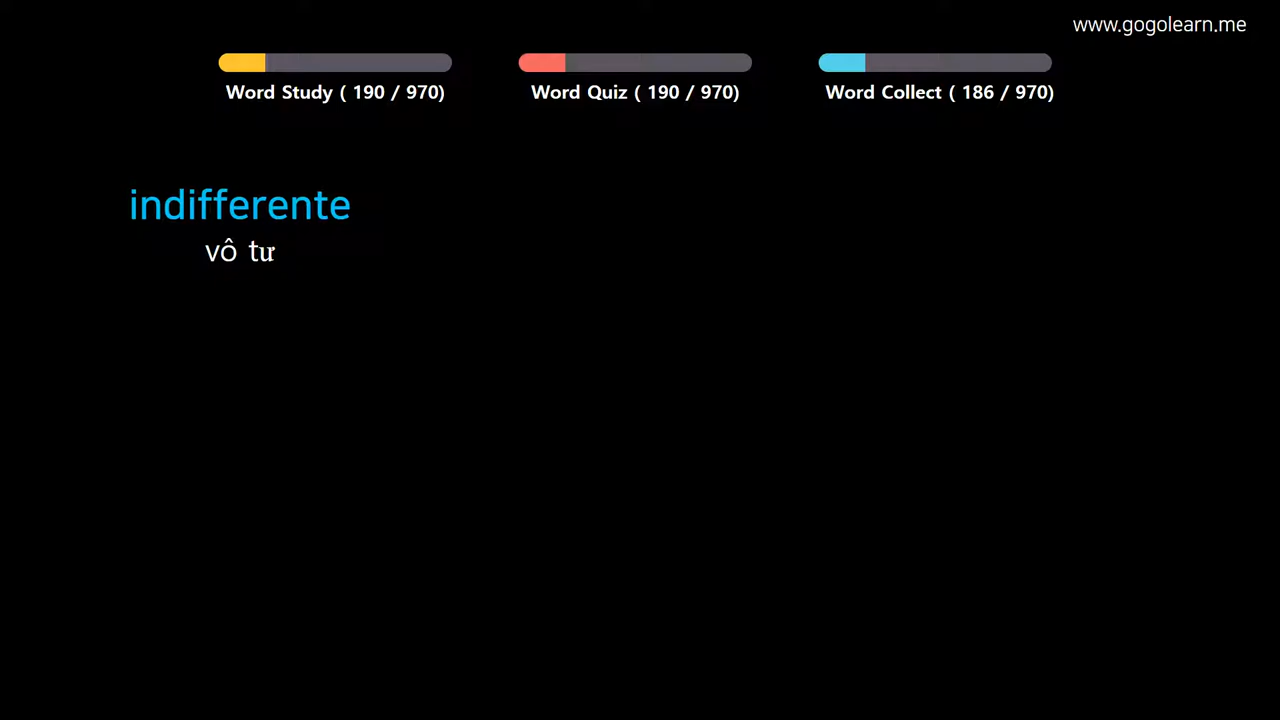 www.gogolearn.me
Word Study ( 190 / 970)
Word Quiz ( 190 / 970)
Word Collect ( 186 / 970)
indifferente
vô tư